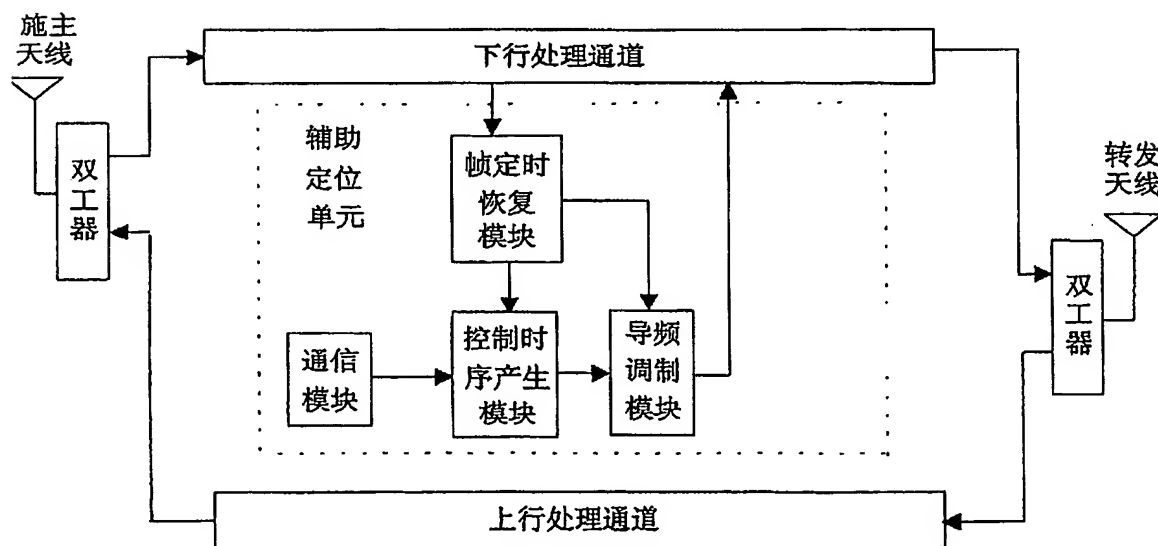 施主
天线
下行处理通道
双
工
器
辅助
定位
单元
帧定时
恢复
模块
转发
天线
双
工
器
通信
模块
控制时
序产生
模块
导频
调制
模块
上行处理通道